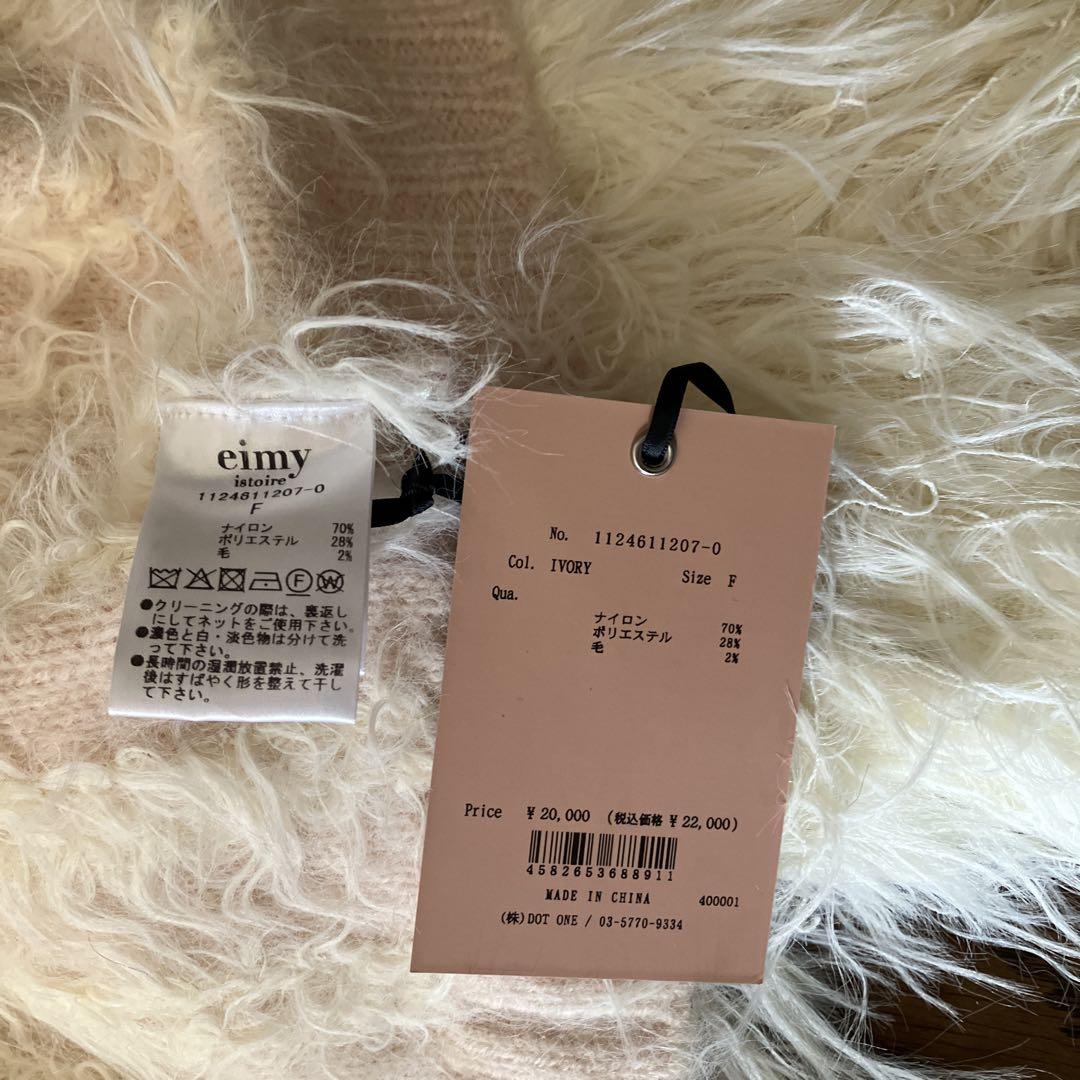 eimy
istoire
1124611207-0
F
ナイロン 70%
ポリエステル 28%
毛 2%
●クリーニングの際は、裏返し
にしてネットをご使用下さい。
●濃色と白・淡色物は分けて洗
って下さい。
●長時間の湿潤放置禁止、洗濯
後はすばやく形を整えて干し
て下さい。
No. 1124611207-0
Col. IVORY Size F
Qua.
ナイロン 70%
ポリエステル 28%
毛 2%
Price ¥20,000 (税込価格 ¥22,000)
4582653688911
MADE IN CHINA 400001
(株)DOT ONE / 03-5770-9334